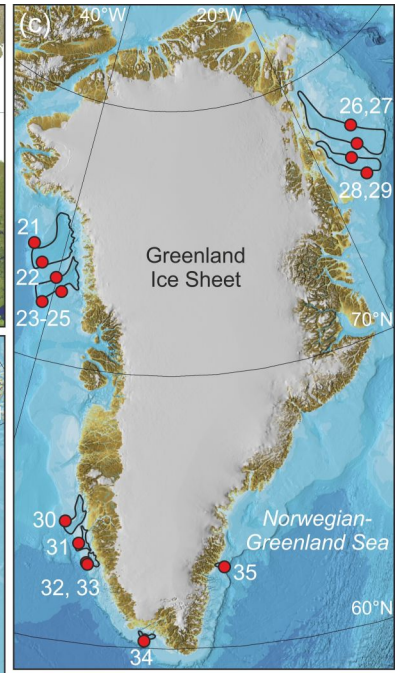 (c)
40°W
20°W
26,27
28,29
21
22
23-25
Greenland
Ice Sheet
70°N
30
31
32, 33
Norwegian-
Greenland Sea
35
60°N
34